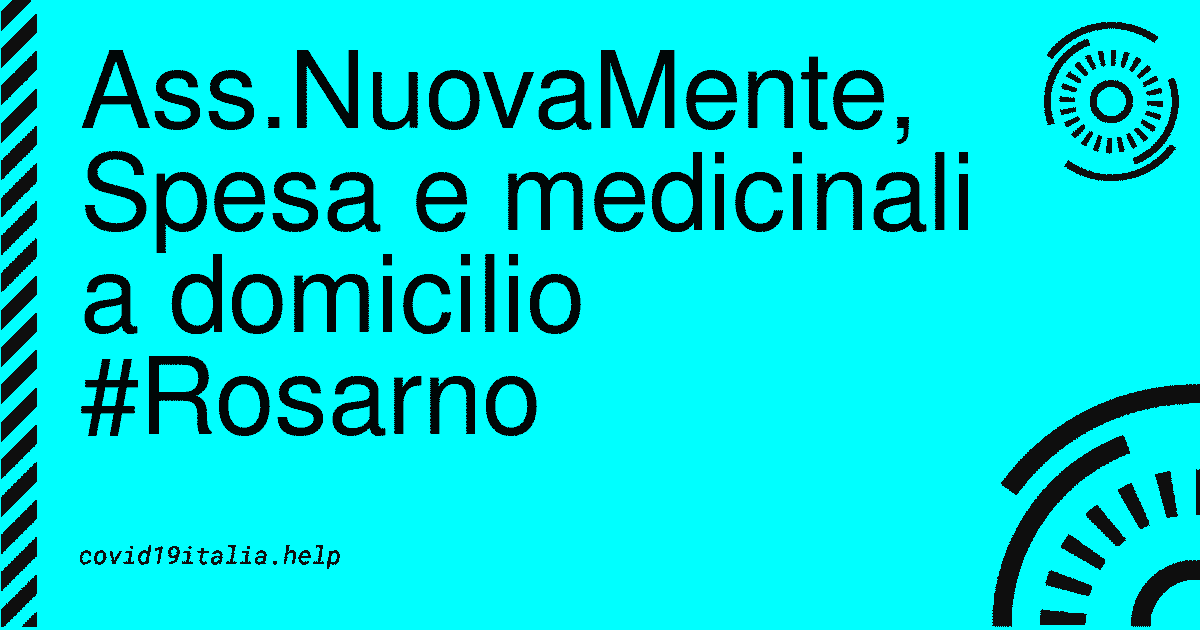 Ass.NuovaMente,
Spesa e medicinali
a domicilio
#Rosarno
covid19italia.help